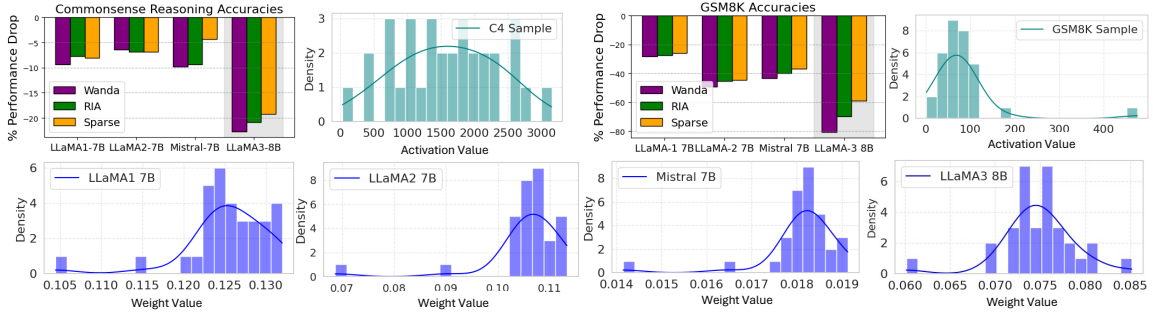 Commonsense Reasoning Accuracies
% Performance Drop
0
−5
−10
−15
−20
Wanda
RIA
Sparse
LLaMA1-7B LLaMA2-7B Mistral-7B LLaMA3-8B
C4 Sample
Density
3
2
1
0
0 500 1000 1500 2000 2500 3000
Activation Value
GSM8K Accuracies
% Performance Drop
0
−20
−40
−60
−80
Wanda
RIA
Sparse
LLaMA-1 7B LLaMA-2 7B Mistral 7B LLaMA-3 8B
GSM8K Sample
Density
8
6
4
2
0
0 100 200 300 400
Activation Value
LLaMA1 7B
Density
6
4
2
0
0.105 0.110 0.115 0.120 0.125 0.130
Weight Value
LLaMA2 7B
Density
8
6
4
2
0
0.07 0.08 0.09 0.10 0.11
Weight Value
Mistral 7B
Density
8
6
4
2
0
0.014 0.015 0.016 0.017 0.018 0.019
Weight Value
LLaMA3 8B
Density
6
4
2
0
0.060 0.065 0.070 0.075 0.080 0.085
Weight Value